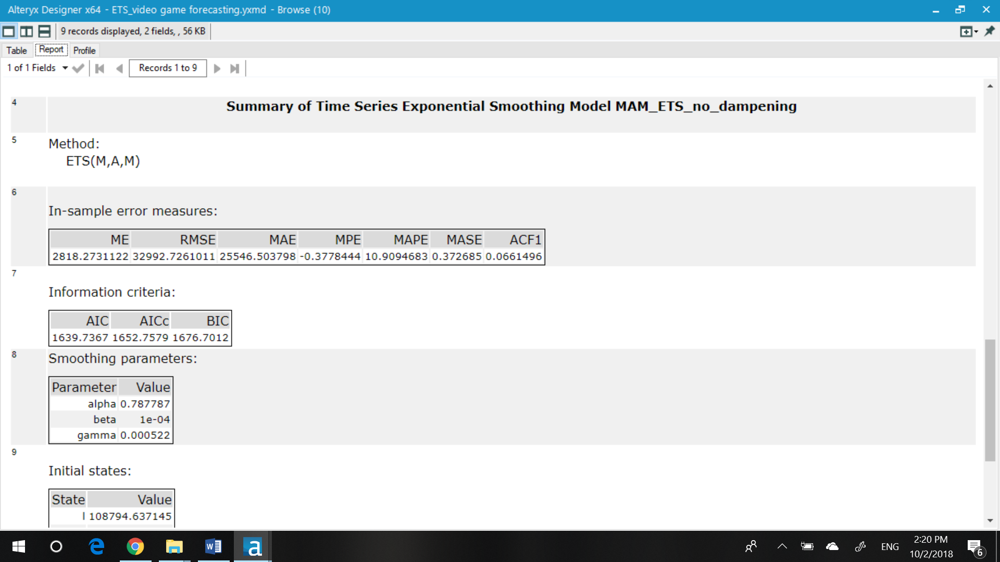 Alteryx Designer x64 - ETS_video game forecasting.yxmd - Browse (10)
9 records displayed, 2 fields, , 56 KB
Table Report Profile
1 of 1 Fields Records 1 to 9
4 Summary of Time Series Exponential Smoothing Model MAM_ETS_no_dampening
5 Method:
ETS(M,A,M)
6
In-sample error measures:
ME RMSE MAE MPE MAPE MASE ACF1
2818.2731122 32992.7261011 25546.503798 -0.3778444 10.9094683 0.372685 0.0661496
7
Information criteria:
AIC AICc BIC
1639.7367 1652.7579 1676.7012
8 Smoothing parameters:
Parameter Value
alpha 0.787787
beta 1e-04
gamma 0.000522
9
Initial states:
State Value
l 108794.637145
ENG
2:20 PM
10/2/2018
6